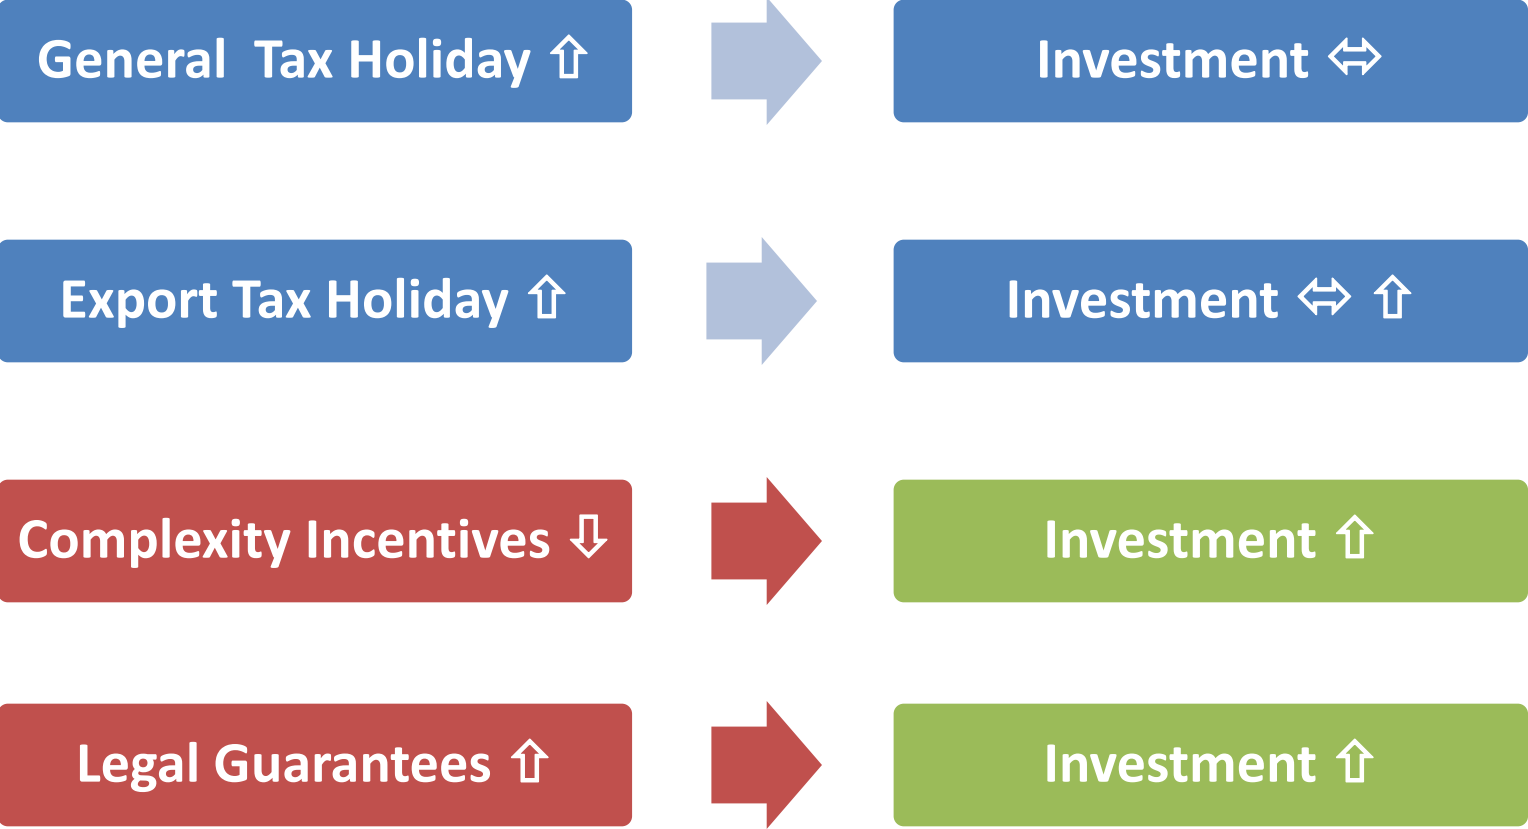 General Tax Holiday ⇧
Investment ⬄
Export Tax Holiday ⇧
Investment ⬄ ⇧
Complexity Incentives ⇩
Investment ⇧
Legal Guarantees ⇧
Investment ⇧